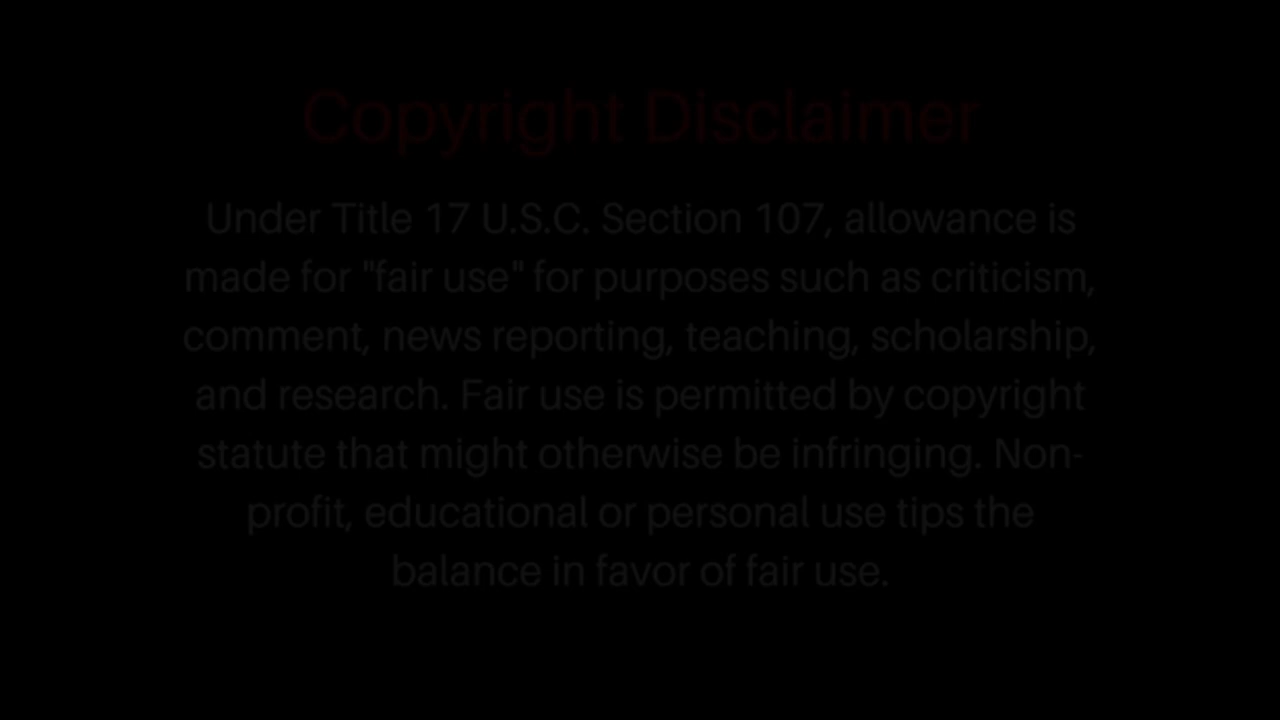 Copyright Disclaimer
Under Title 17 U.S.C. Section 107, allowance is
made for "fair use" for purposes such as criticism,
comment, news reporting, teaching, scholarship,
and research. Fair use is permitted by copyright
statute that might otherwise be infringing. Non-
profit, educational or personal use tips the
balance in favor of fair use.